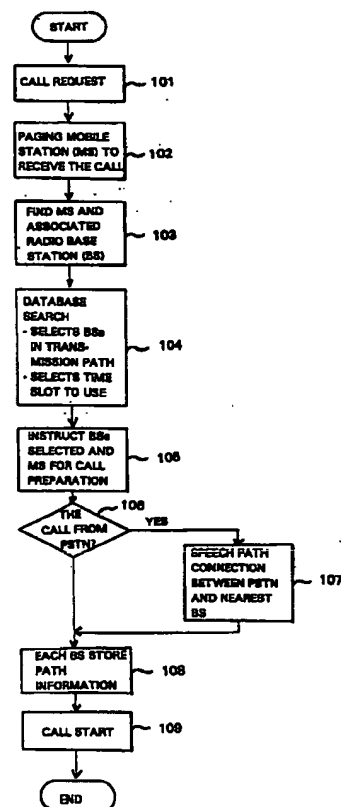 START
CALL REQUEST
101
PAGING MOBILE
STATION (MS) TO
RECEIVE THE CALL
102
FIND MS AND
ASSOCIATED
RADIO BASE
STATION (BS)
103
DATABASE
SEARCH
- SELECTS BSs
IN TRANS-
MISSION PATH
- SELECTS TIME
SLOT TO USE
104
INSTRUCT BSs
SELECTED AND
MS FOR CALL
PREPARATION
105
THE
CALL FROM
PSTN?
106
YES
SPEECH PATH
CONNECTION
BETWEEN PSTN
AND NEAREST
BS
107
EACH BS STORE
PATH
INFORMATION
108
CALL START
109
END